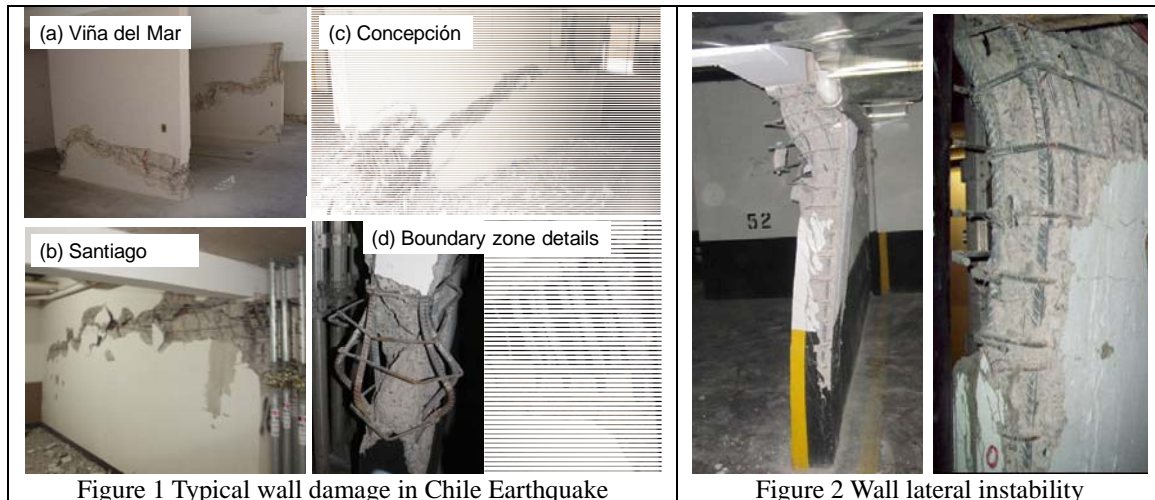 (a) Viña del Mar
(c) Concepción
(b) Santiago
(d) Boundary zone details
Figure 1 Typical wall damage in Chile Earthquake
52
Figure 2 Wall lateral instability